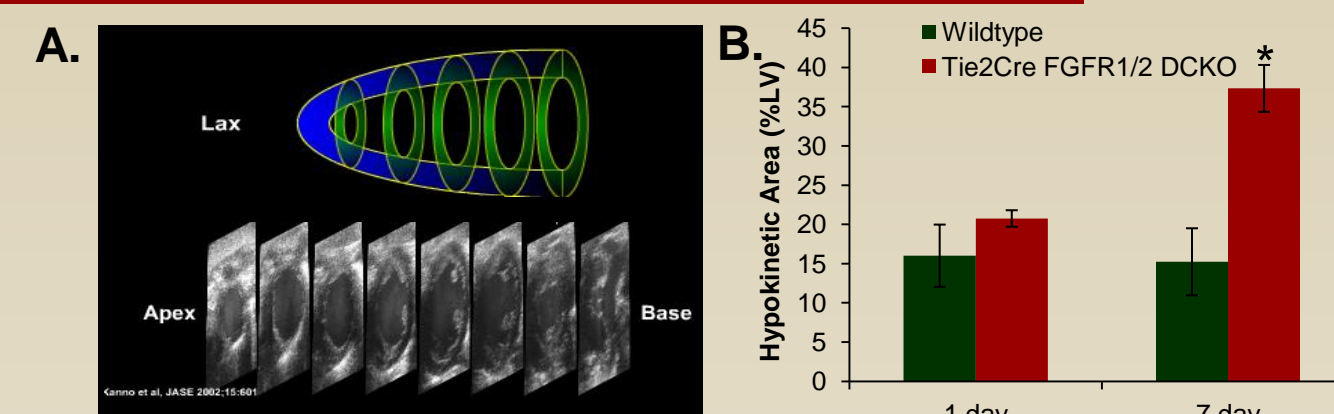 A.
Lax
Apex
Base
Kanno et al, JASE 2002;15:601
B.
Wildtype
Tie2Cre FGFR1/2 DCKO
*
Hypokinetic Area (%LV)
45
40
35
30
25
20
15
10
5
0
1 day
7 day